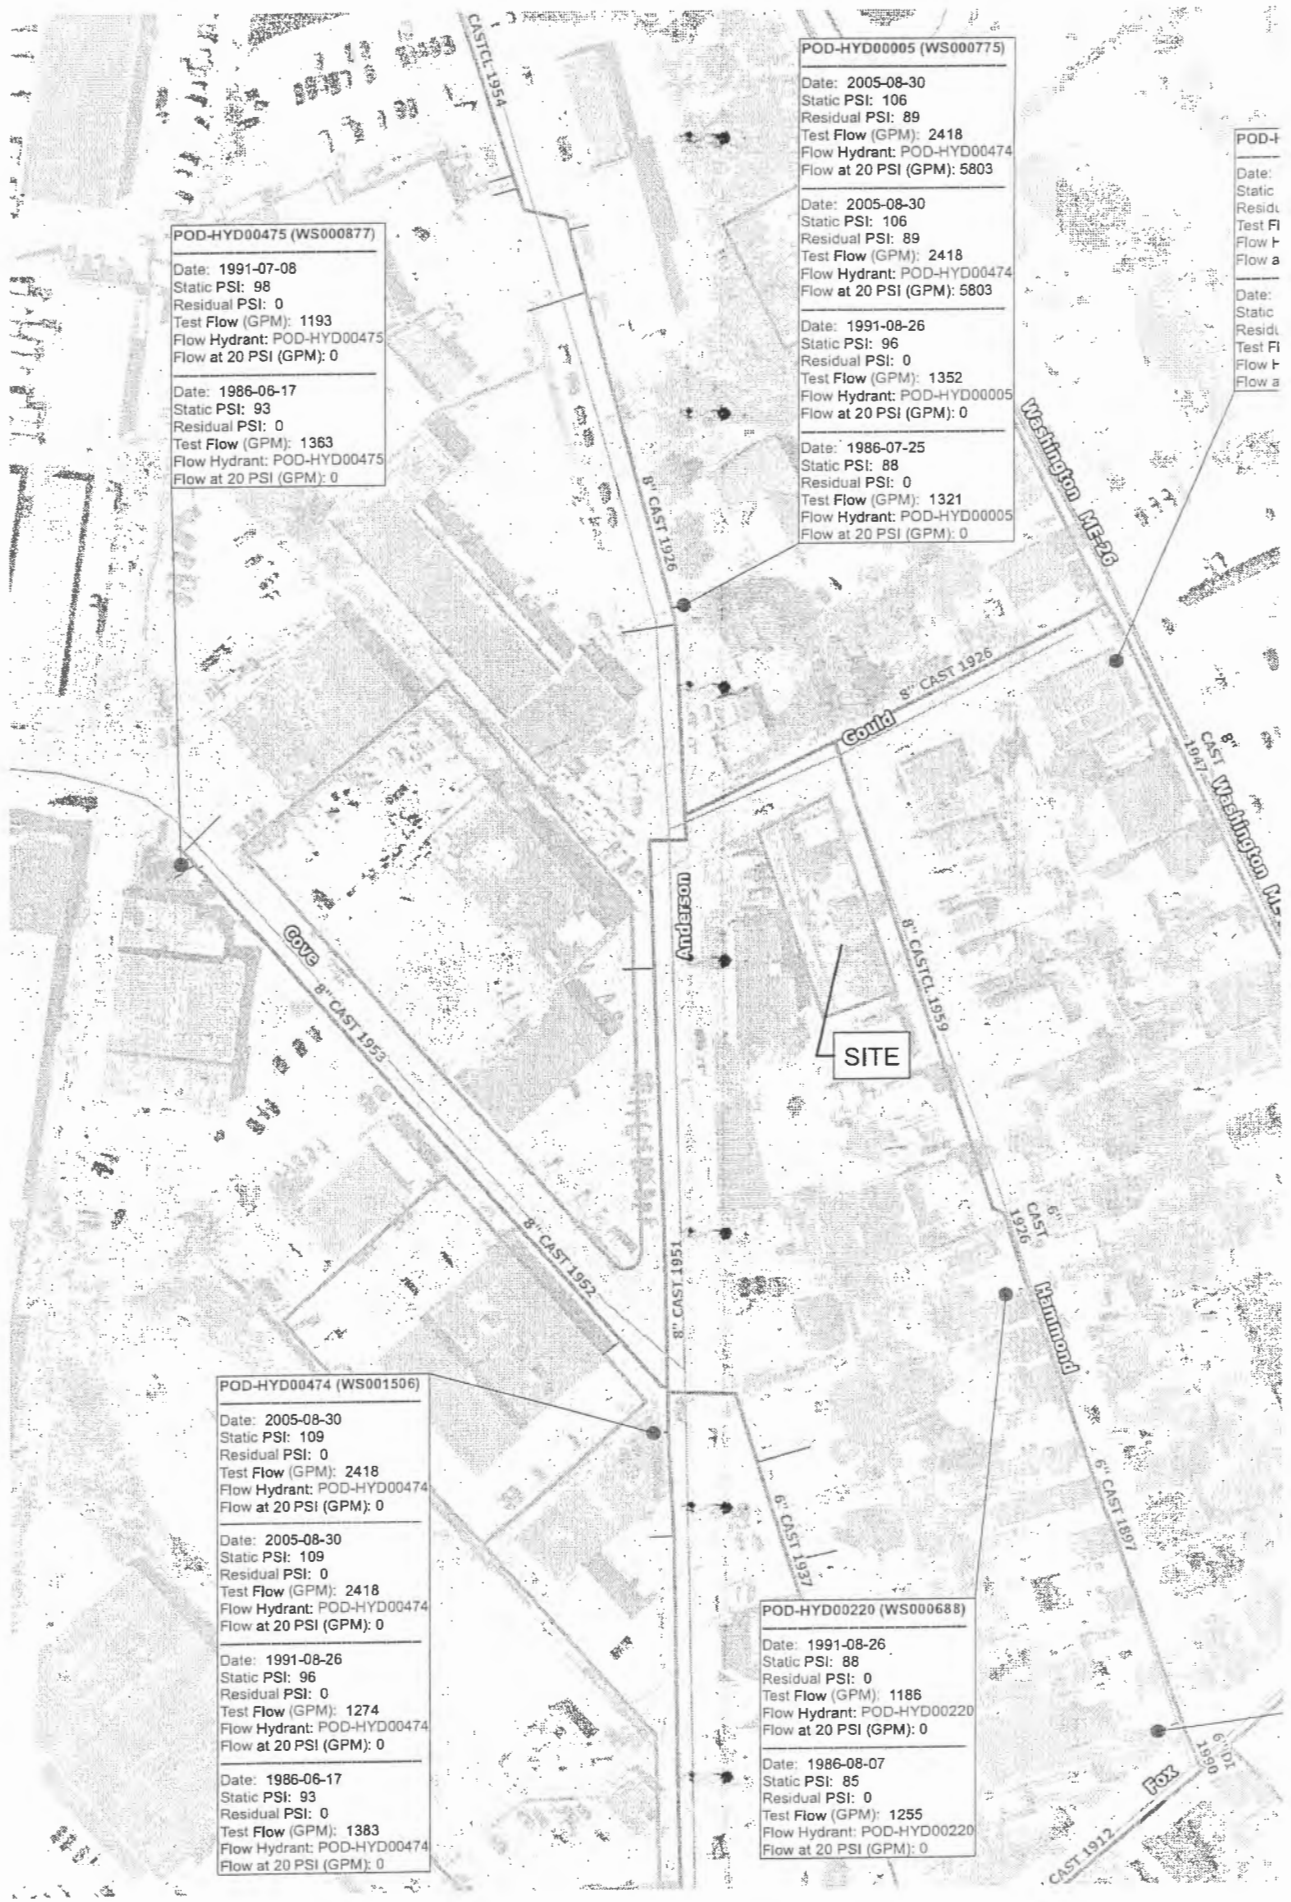 CASTCL 1954
POD-HYD00005 (WS000775)
Date: 2005-08-30
Static PSI: 106
Residual PSI: 89
Test Flow (GPM): 2418
Flow Hydrant: POD-HYD00474
Flow at 20 PSI (GPM): 5803
Date: 2005-08-30
Static PSI: 106
Residual PSI: 89
Test Flow (GPM): 2418
Flow Hydrant: POD-HYD00474
Flow at 20 PSI (GPM): 5803
Date: 1991-08-26
Static PSI: 96
Residual PSI: 0
Test Flow (GPM): 1352
Flow Hydrant: POD-HYD00005
Flow at 20 PSI (GPM): 0
Date: 1986-07-25
Static PSI: 88
Residual PSI: 0
Test Flow (GPM): 1321
Flow Hydrant: POD-HYD00005
Flow at 20 PSI (GPM): 0
Date:
Static
Test
Flow
Flow a
Date:
Static
Test
Flow
Flow a
POD-HYD00475 (WS000877)
Date: 1991-07-08
Static PSI: 98
Residual PSI: 0
Test Flow (GPM): 1193
Flow Hydrant: POD-HYD00475
Flow at 20 PSI (GPM): 0
Date: 1986-06-17
Static PSI: 93
Residual PSI: 0
Test Flow (GPM): 1363
Flow Hydrant: POD-HYD00475
Flow at 20 PSI (GPM): 0
Washington ME-26
8" CAST 1926
8" CAST 1926
Gould
8"
CAST
1947
Washington
Anderson
Cove
8" CAST 1953
8" CASTCL 1959
SITE
8" CAST 1952
8" CAST 1951
6"
CAST
1926
Hammond
6" CAST 1897
6" CAST 1937
POD-HYD00474 (WS001506)
Date: 2005-08-30
Static PSI: 109
Residual PSI: 0
Test Flow (GPM): 2418
Flow Hydrant: POD-HYD00474
Flow at 20 PSI (GPM): 0
Date: 2005-08-30
Static PSI: 109
Residual PSI: 0
Test Flow (GPM): 2418
Flow Hydrant: POD-HYD00474
Flow at 20 PSI (GPM): 0
Date: 1991-08-26
Static PSI: 96
Residual PSI: 0
Test Flow (GPM): 1274
Flow Hydrant: POD-HYD00474
Flow at 20 PSI (GPM): 0
Date: 1986-06-17
Static PSI: 93
Residual PSI: 0
Test Flow (GPM): 1383
Flow Hydrant: POD-HYD00474
Flow at 20 PSI (GPM): 0
POD-HYD00220 (WS000688)
Date: 1991-08-26
Static PSI: 88
Residual PSI: 0
Test Flow (GPM): 1186
Flow Hydrant: POD-HYD00220
Flow at 20 PSI (GPM): 0
Date: 1986-08-07
Static PSI: 85
Residual PSI: 0
Test Flow (GPM): 1255
Flow Hydrant: POD-HYD00220
Flow at 20 PSI (GPM): 0
6" DI
1990
Fox
CAST 1912